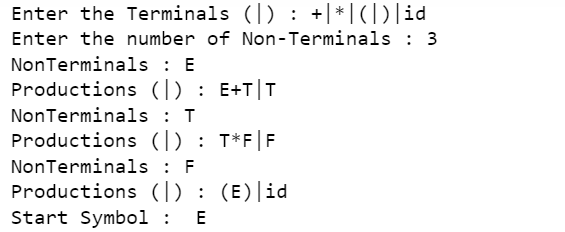 Enter the Terminals (|) : +|*|(|)|id
Enter the number of Non-Terminals : 3
NonTerminals : E
Productions (|) : E+T|T
NonTerminals : T
Productions (|) : T*F|F
NonTerminals : F
Productions (|) : (E)|id
Start Symbol :  E